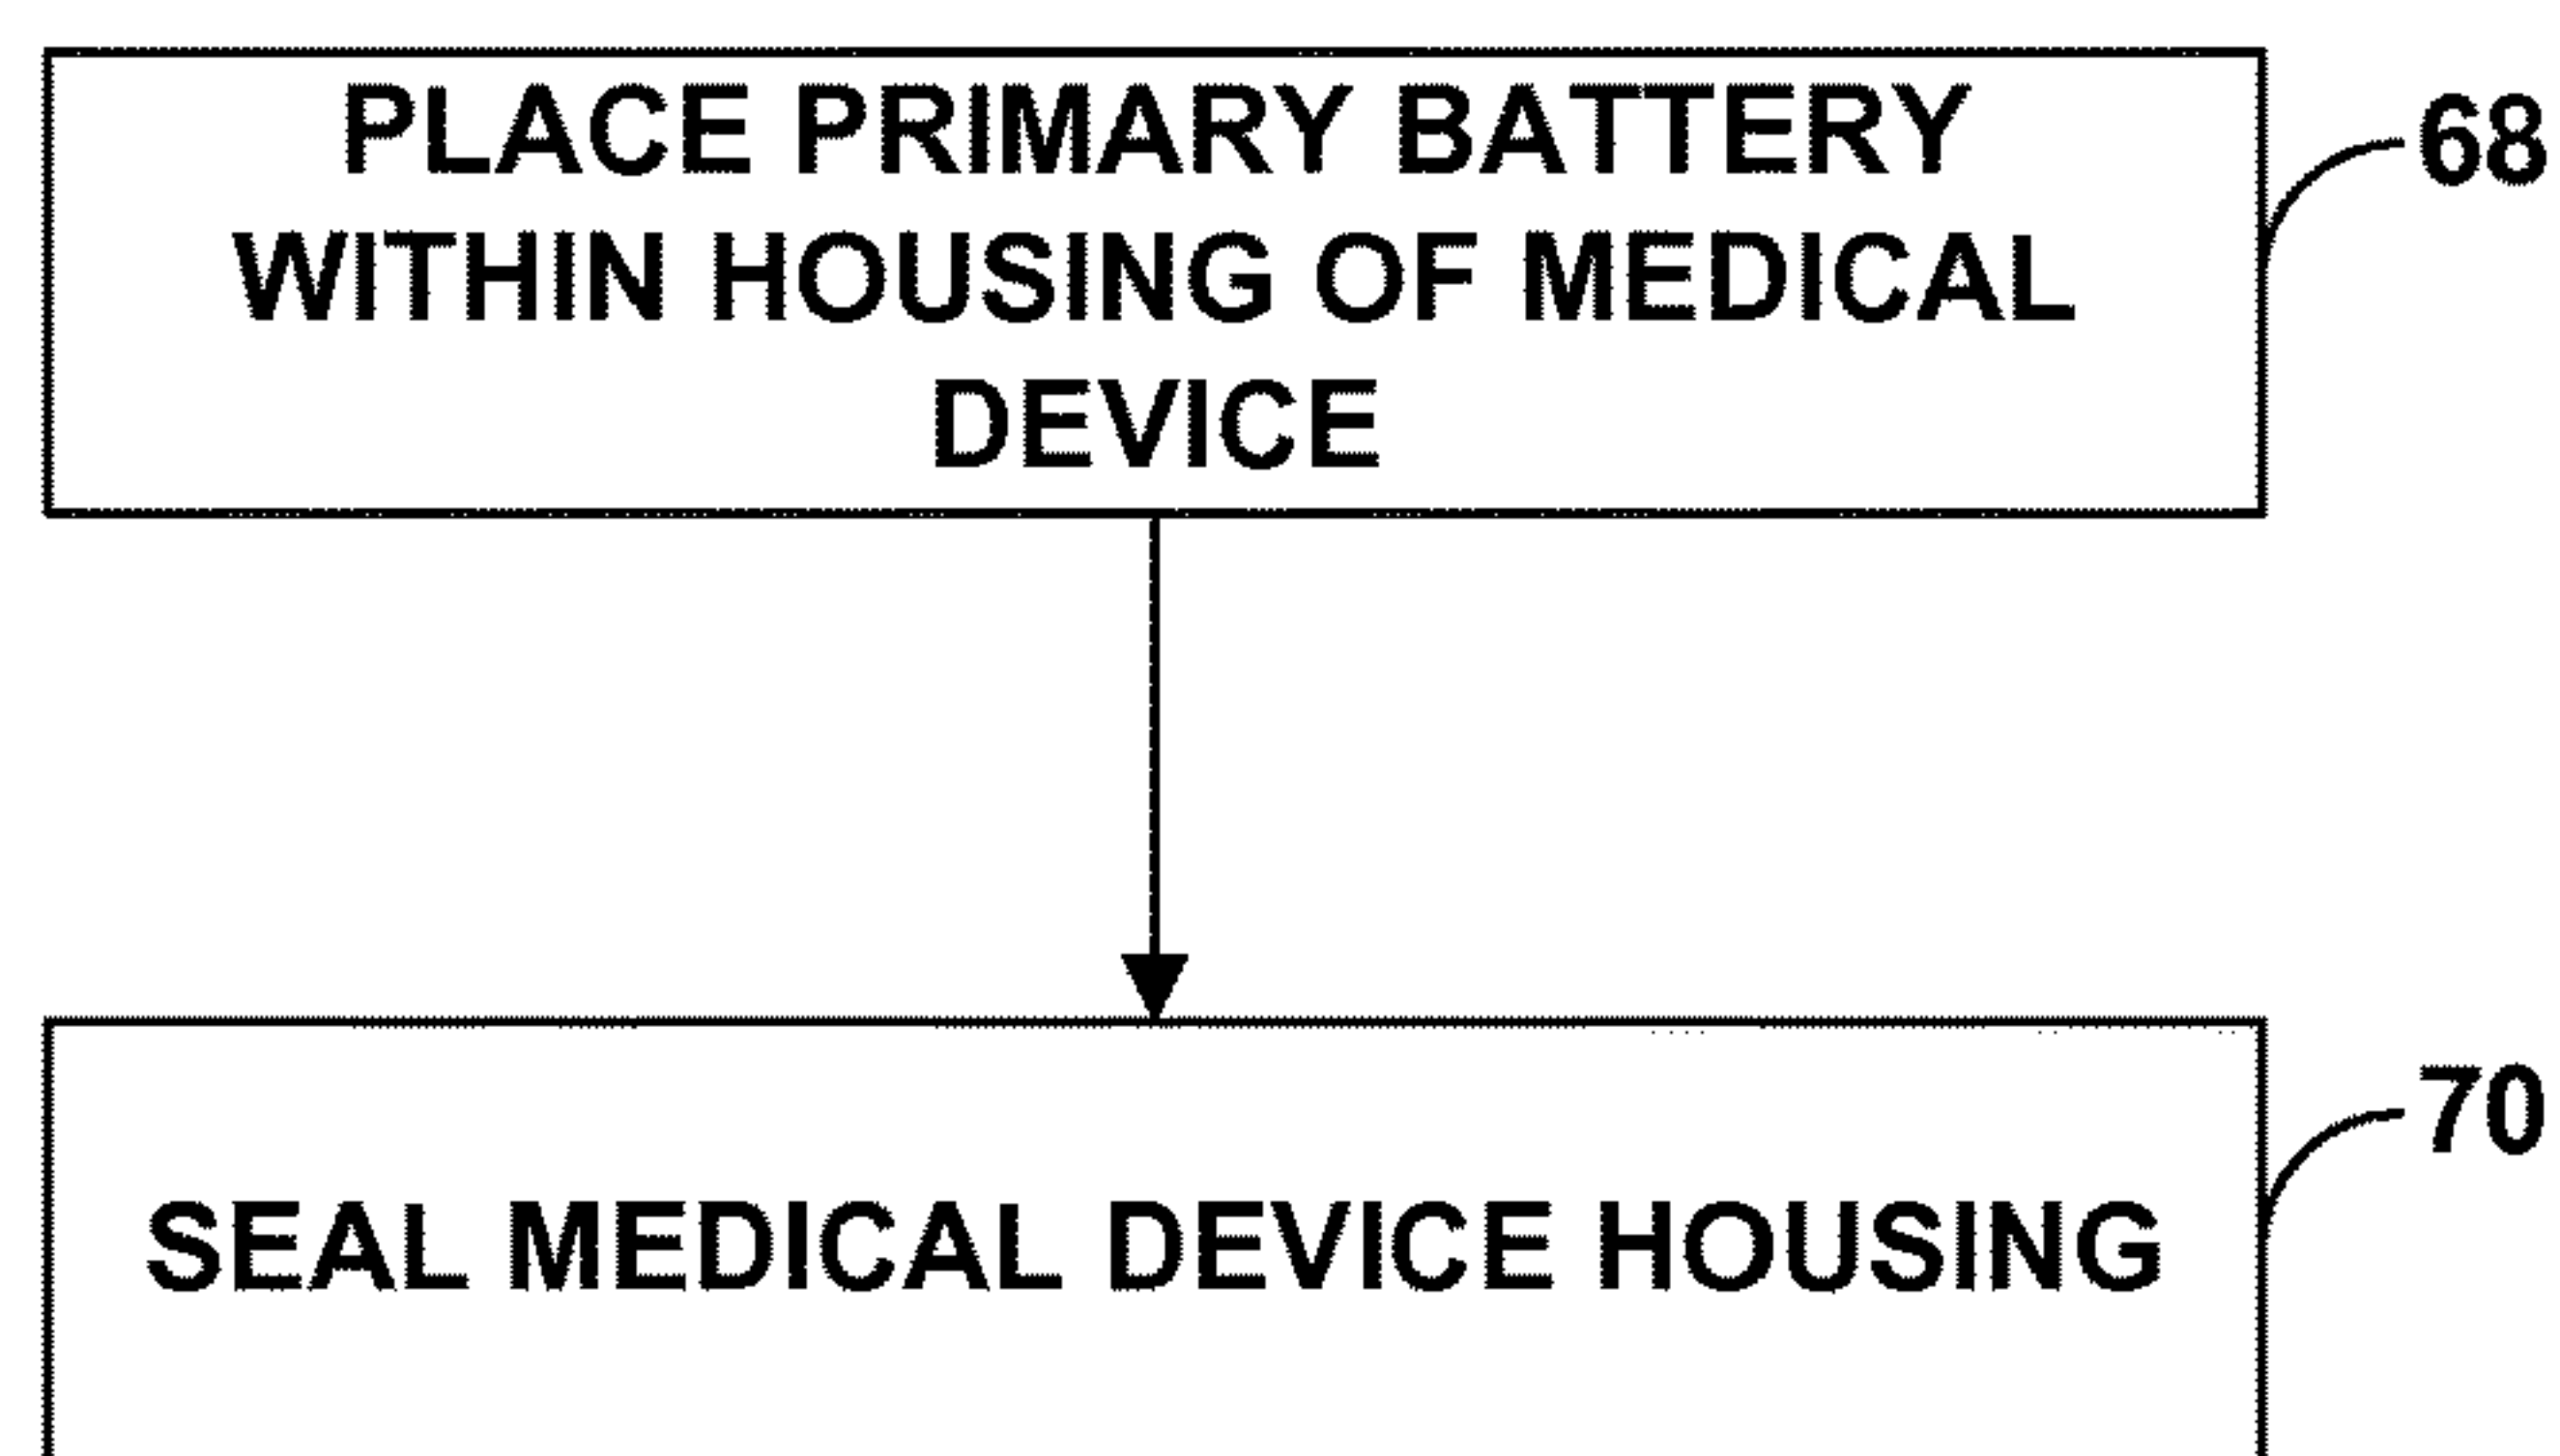 PLACE PRIMARY BATTERY
WITHIN HOUSING OF MEDICAL
DEVICE
68
SEAL MEDICAL DEVICE HOUSING
70